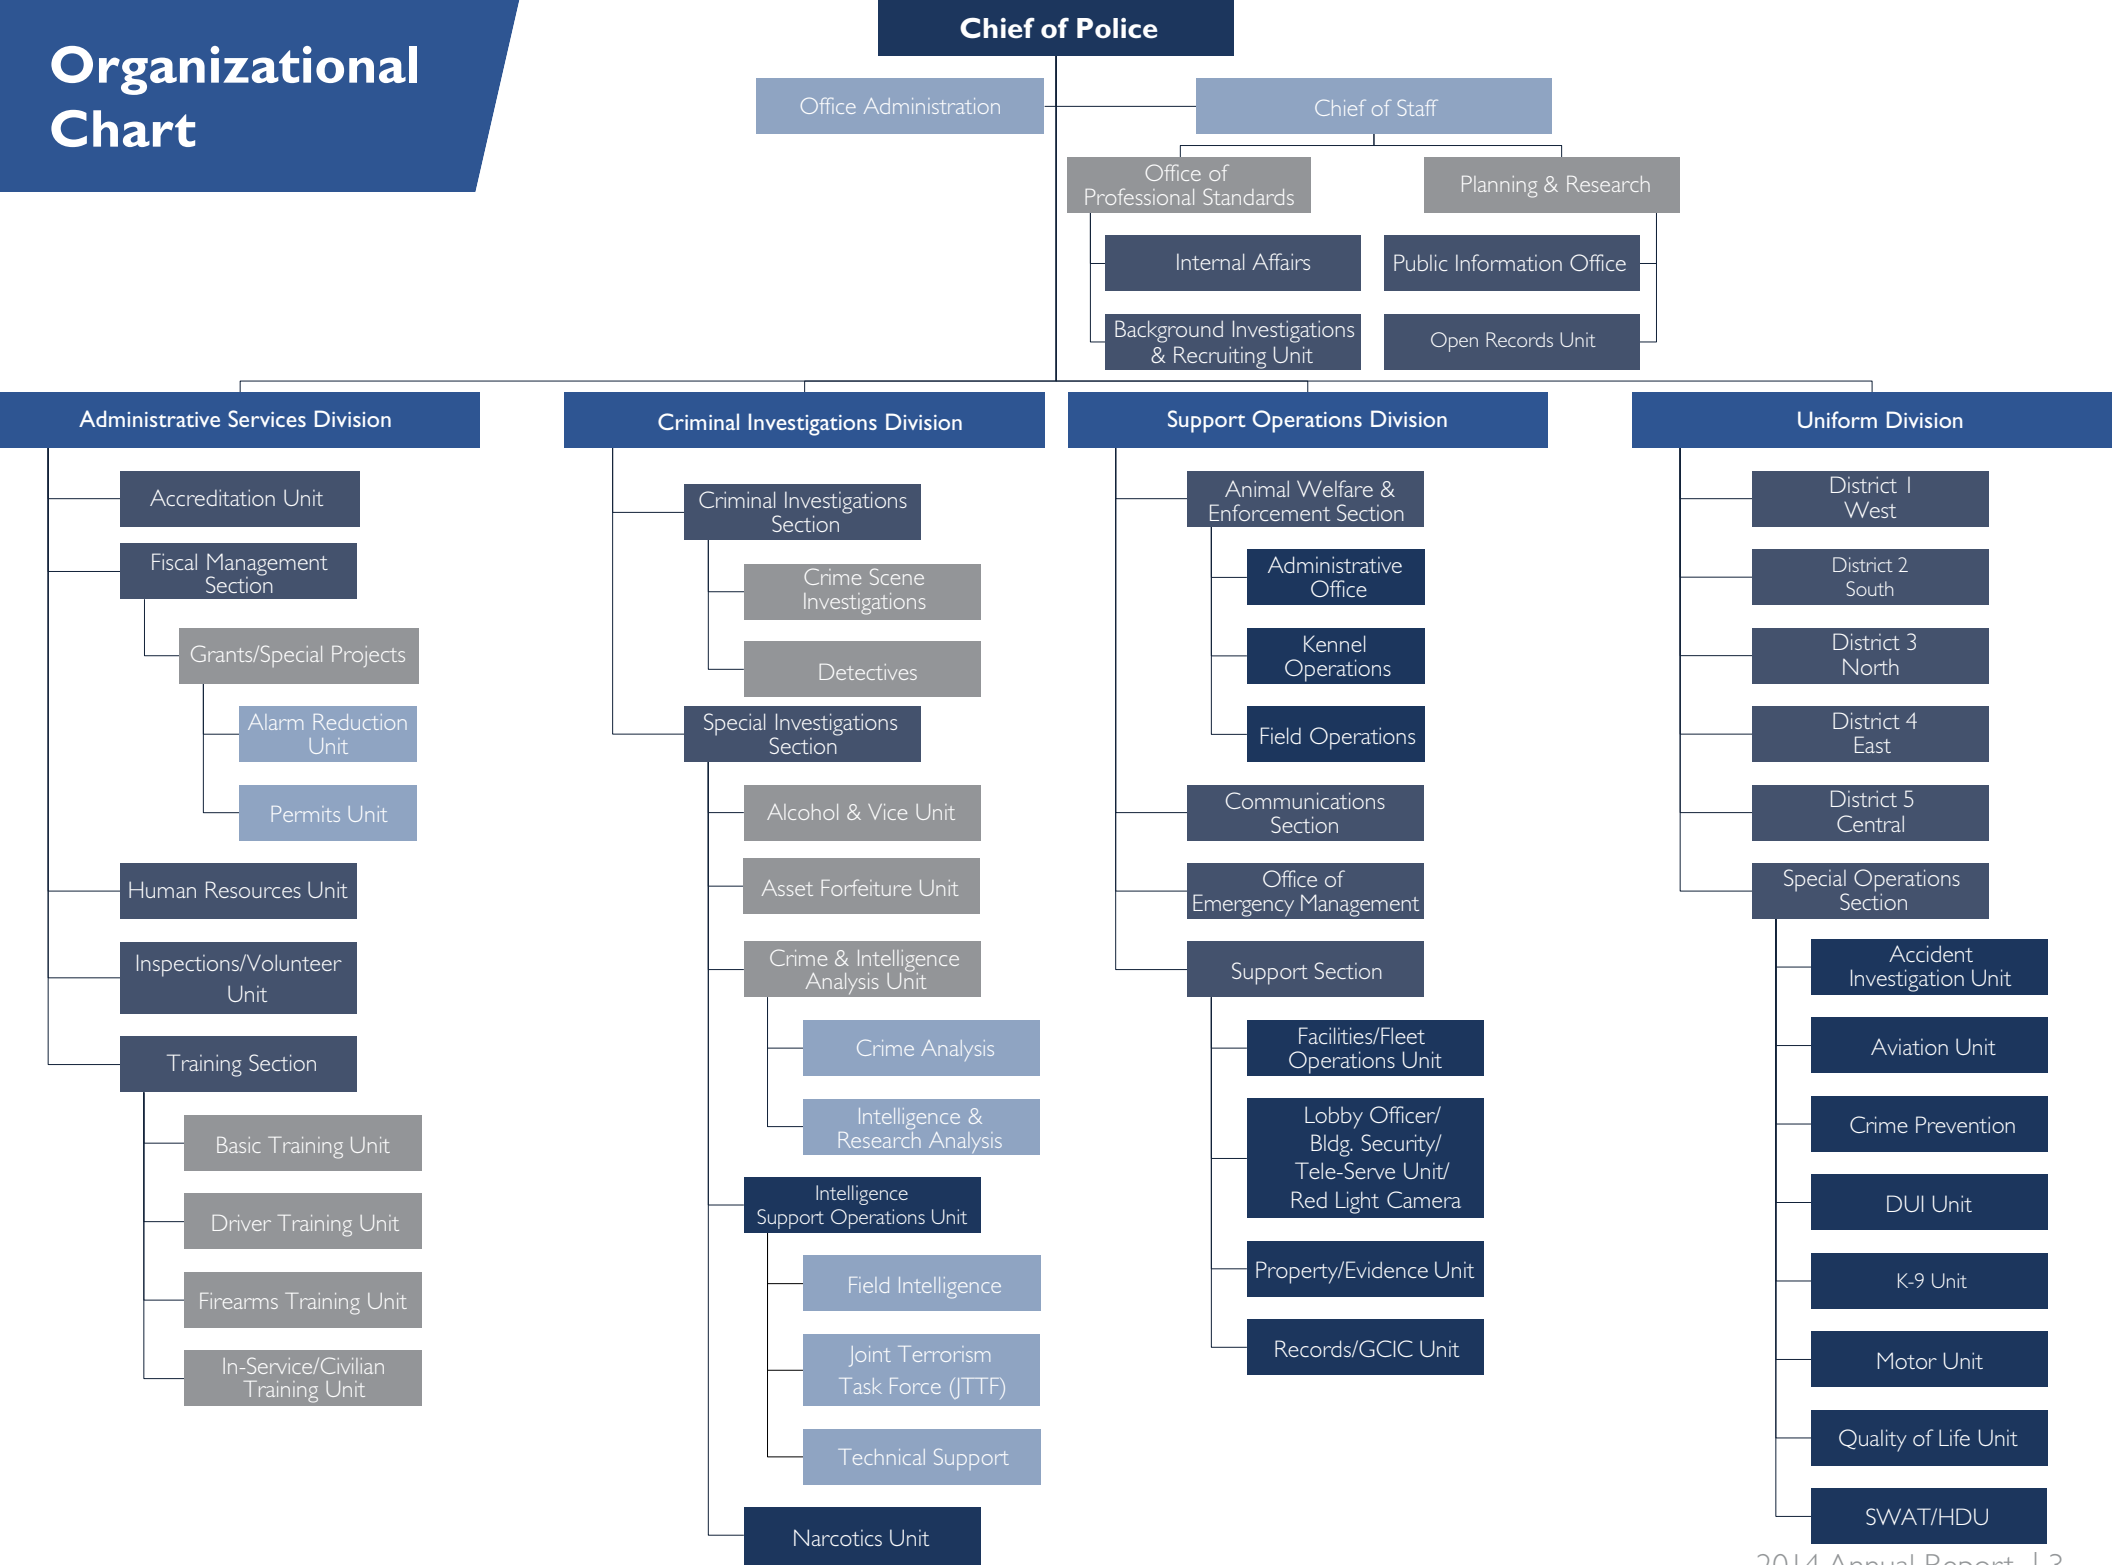 Organizational
Chart
Chief of Police
Office Administration
Chief of Staff
Office of
Professional Standards
Planning & Research
Internal Affairs
Public Information Office
Background Investigations
& Recruiting Unit
Open Records Unit
Administrative Services Division
Accreditation Unit
Fiscal Management
Section
Grants/Special Projects
Alarm Reduction
Unit
Permits Unit
Human Resources Unit
Inspections/Volunteer
Unit
Training Section
Basic Training Unit
Driver Training Unit
Firearms Training Unit
In-Service/Civilian
Training Unit
Criminal Investigations Division
Criminal Investigations
Section
Crime Scene
Investigations
Detectives
Special Investigations
Section
Alcohol & Vice Unit
Asset Forfeiture Unit
Crime & Intelligence
Analysis Unit
Crime Analysis
Intelligence &
Research Analysis
Intelligence
Support Operations Unit
Field Intelligence
Joint Terrorism
Task Force (JTTF)
Technical Support
Narcotics Unit
Support Operations Division
Animal Welfare &
Enforcement Section
Administrative
Office
Kennel
Operations
Field Operations
Communications
Section
Office of
Emergency Management
Support Section
Facilities/Fleet
Operations Unit
Lobby Officer/
Bldg. Security/
Tele-Serve Unit/
Red Light Camera
Property/Evidence Unit
Records/GCIC Unit
Uniform Division
District 1
West
District 2
South
District 3
North
District 4
East
District 5
Central
Special Operations
Section
Accident
Investigation Unit
Aviation Unit
Crime Prevention
DUI Unit
K-9 Unit
Motor Unit
Quality of Life Unit
SWAT/HDU
2014 Annual Report | 3